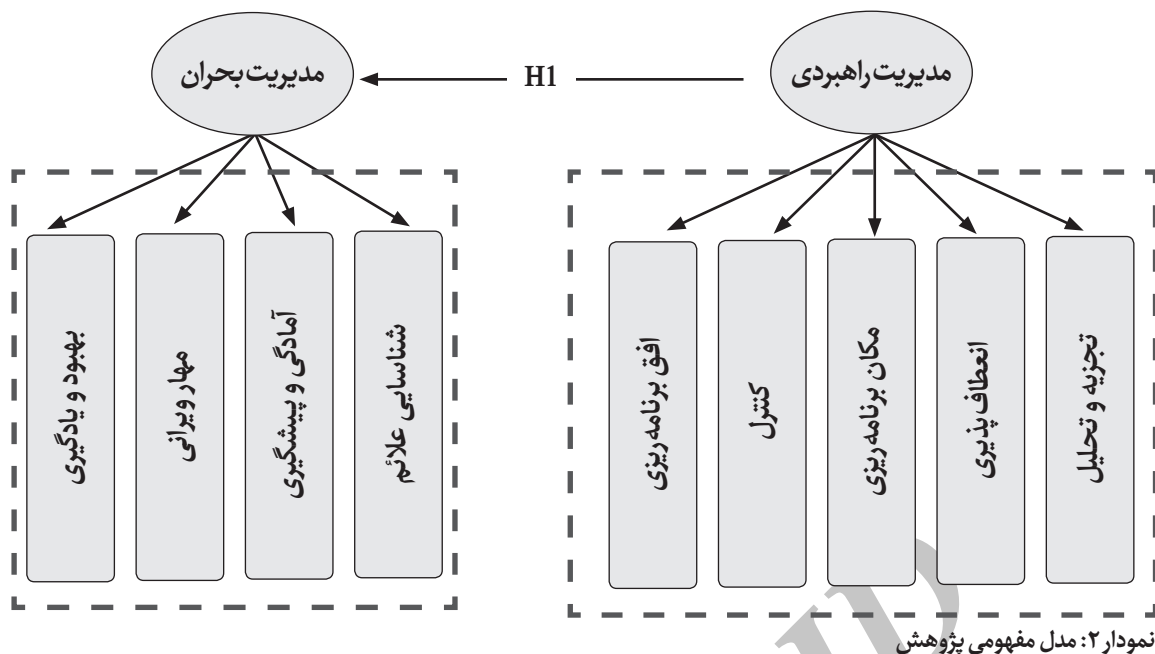 مدیریت راهبردی
H1
مدیریت بحران
تجزیه و تحلیل
انعطاف‌پذیری
مکان برنامه‌ریزی
کنترل
افق برنامه‌ریزی
شناسایی علائم
آمادگی و پیشگیری
مهار ویرانی
بهبود و یادگیری
نمودار ۲: مدل مفهومی پژوهش